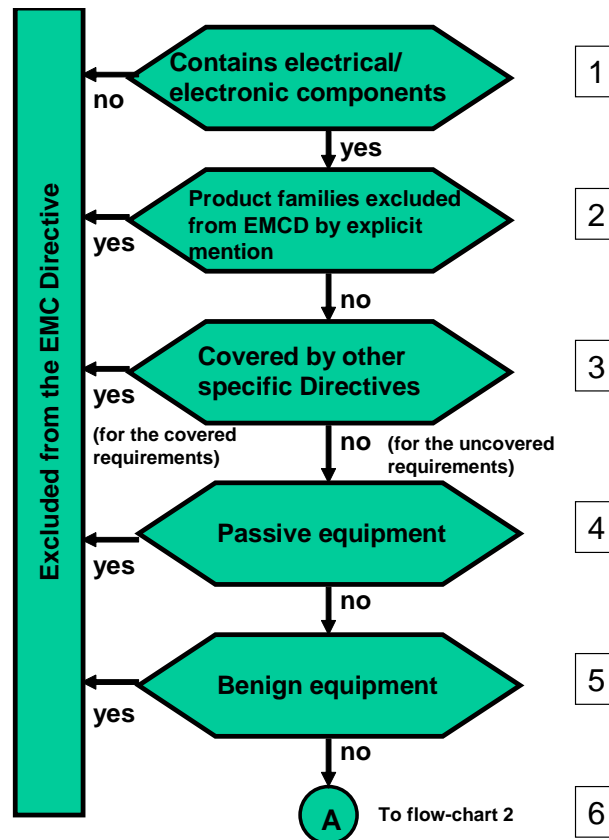 Contains electrical/
electronic components
1
no
yes
Product families excluded
from EMCD by explicit
mention
2
yes
no
Covered by other
specific Directives
3
yes
(for the covered
requirements)
no
(for the uncovered
requirements)
Passive equipment
4
yes
no
Benign equipment
5
yes
no
A
To flow-chart 2
6
Excluded from the EMC Directive